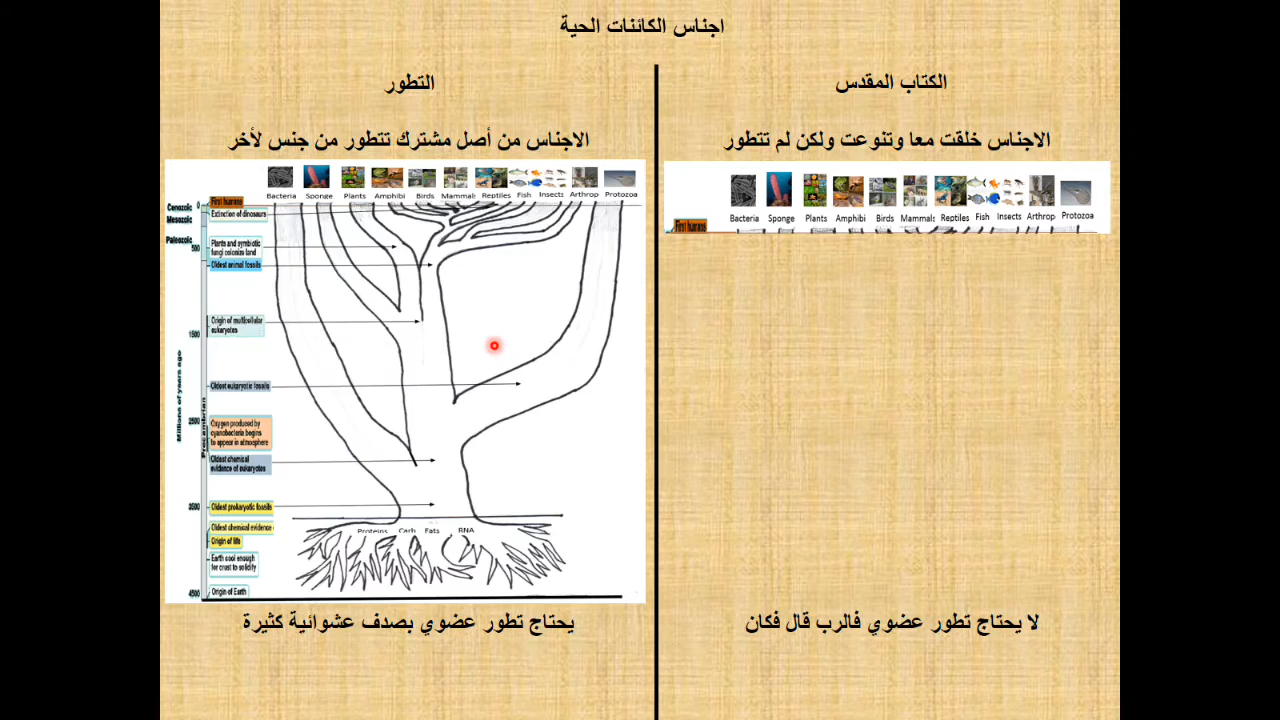 اجناس الكائنات الحية
الكتاب المقدس
الاجناس خلقت معا وتنوعت ولكن لم تتطور
Bacteria Sponge Plants Amphibi Birds Mammals Reptiles Fish Insects Arthrop Protozoa
First humans
لا يحتاج تطور عضوي فالرب قال فكان
التطور
الاجناس من أصل مشترك تتطور من جنس لأخر
Bacteria Sponge Plants Amphibi Birds Mammals Reptiles Fish Insects Arthrop Protozoa
First humans
Cenozoic 0
Extinction of dinosaurs
Mesozoic
Paleozoic
Plants and symbiotic
fungi colonize land
500
Oldest animal fossils
Origin of multicellular
eukaryotes
1500
Oldest eukaryotic fossils
Millions of years ago
Precambrian
2500
Oxygen produced by
cyanobacteria begins
to appear in atmosphere
Oldest chemical
evidence of eukaryotes
3500
Oldest prokaryotic fossils
Oldest chemical evidence
Origin of life
Earth cool enough
for crust to solidify
4500
Origin of Earth
Proteins Carb Fats RNA
يحتاج تطور عضوي بصدف عشوائية كثيرة